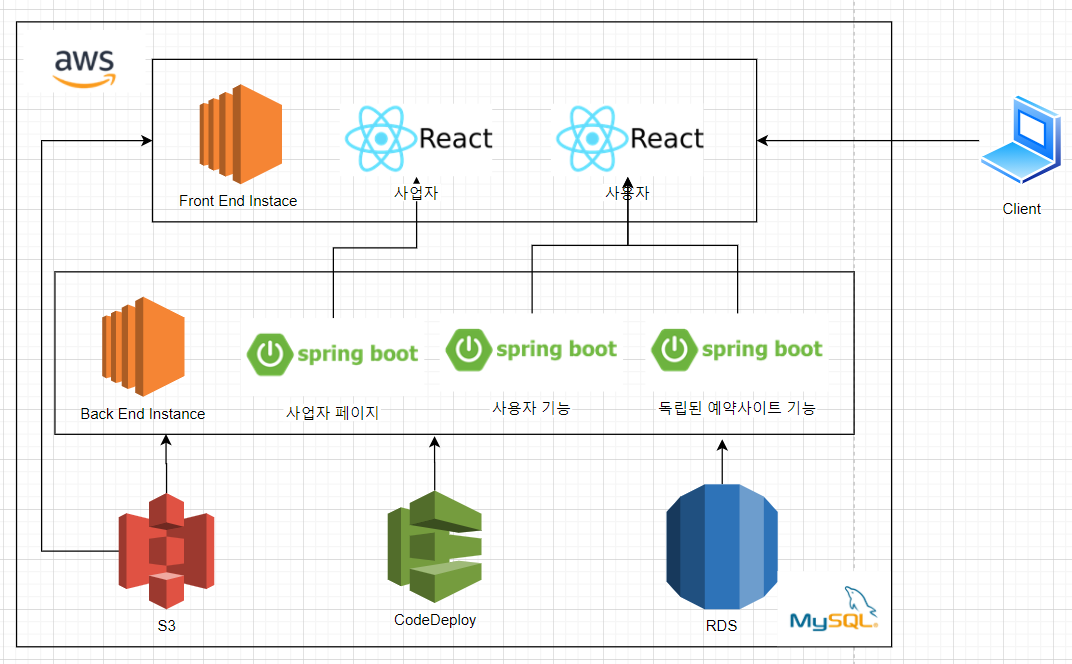 aws
React
React
Front End Instace
사업자
사용자
Client
spring boot
spring boot
spring boot
Back End Instance
사업자 페이지
사용자 기능
독립된 예약사이트 기능
S3
CodeDeploy
RDS
MySQL